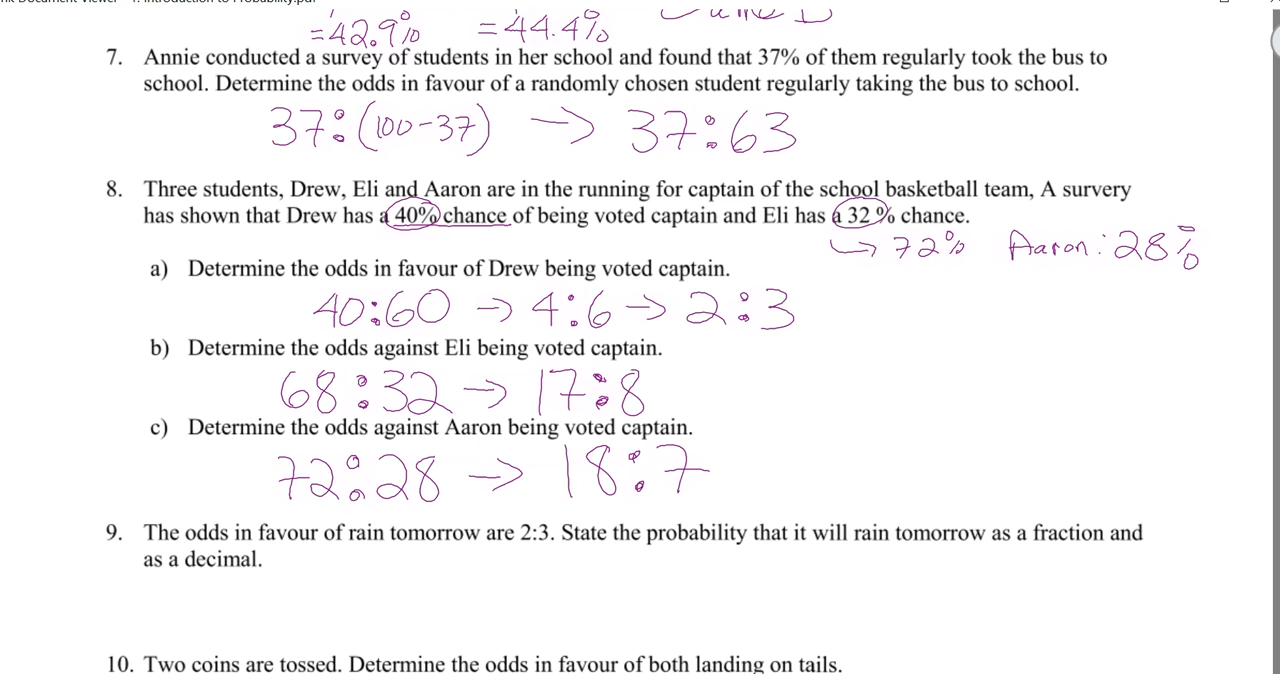 =42.9% =44.4%
7. Annie conducted a survey of students in her school and found that 37% of them regularly took the bus to
school. Determine the odds in favour of a randomly chosen student regularly taking the bus to school.
37:(100-37) → 37:63
8. Three students, Drew, Eli and Aaron are in the running for captain of the school basketball team, A survery
has shown that Drew has a 40% chance of being voted captain and Eli has a 32 % chance.
↳ 72% Aaron: 28%
a) Determine the odds in favour of Drew being voted captain.
40:60 → 4:6 → 2:3
b) Determine the odds against Eli being voted captain.
68:32 → 17:8
c) Determine the odds against Aaron being voted captain.
72:28 → 18:7
9. The odds in favour of rain tomorrow are 2:3. State the probability that it will rain tomorrow as a fraction and
as a decimal.
10. Two coins are tossed. Determine the odds in favour of both landing on tails.